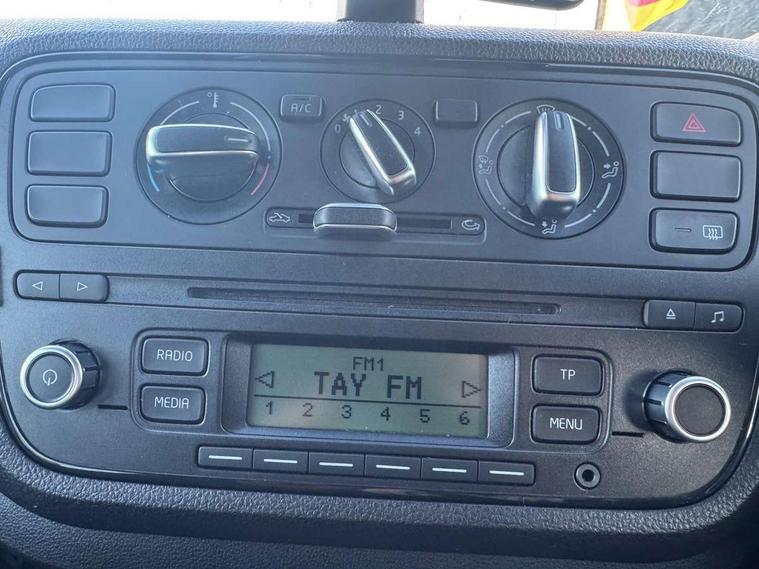 A/C
0 1 2 3 4
RADIO
MEDIA
FM1
TAY FM
1 2 3 4 5 6
TP
MENU